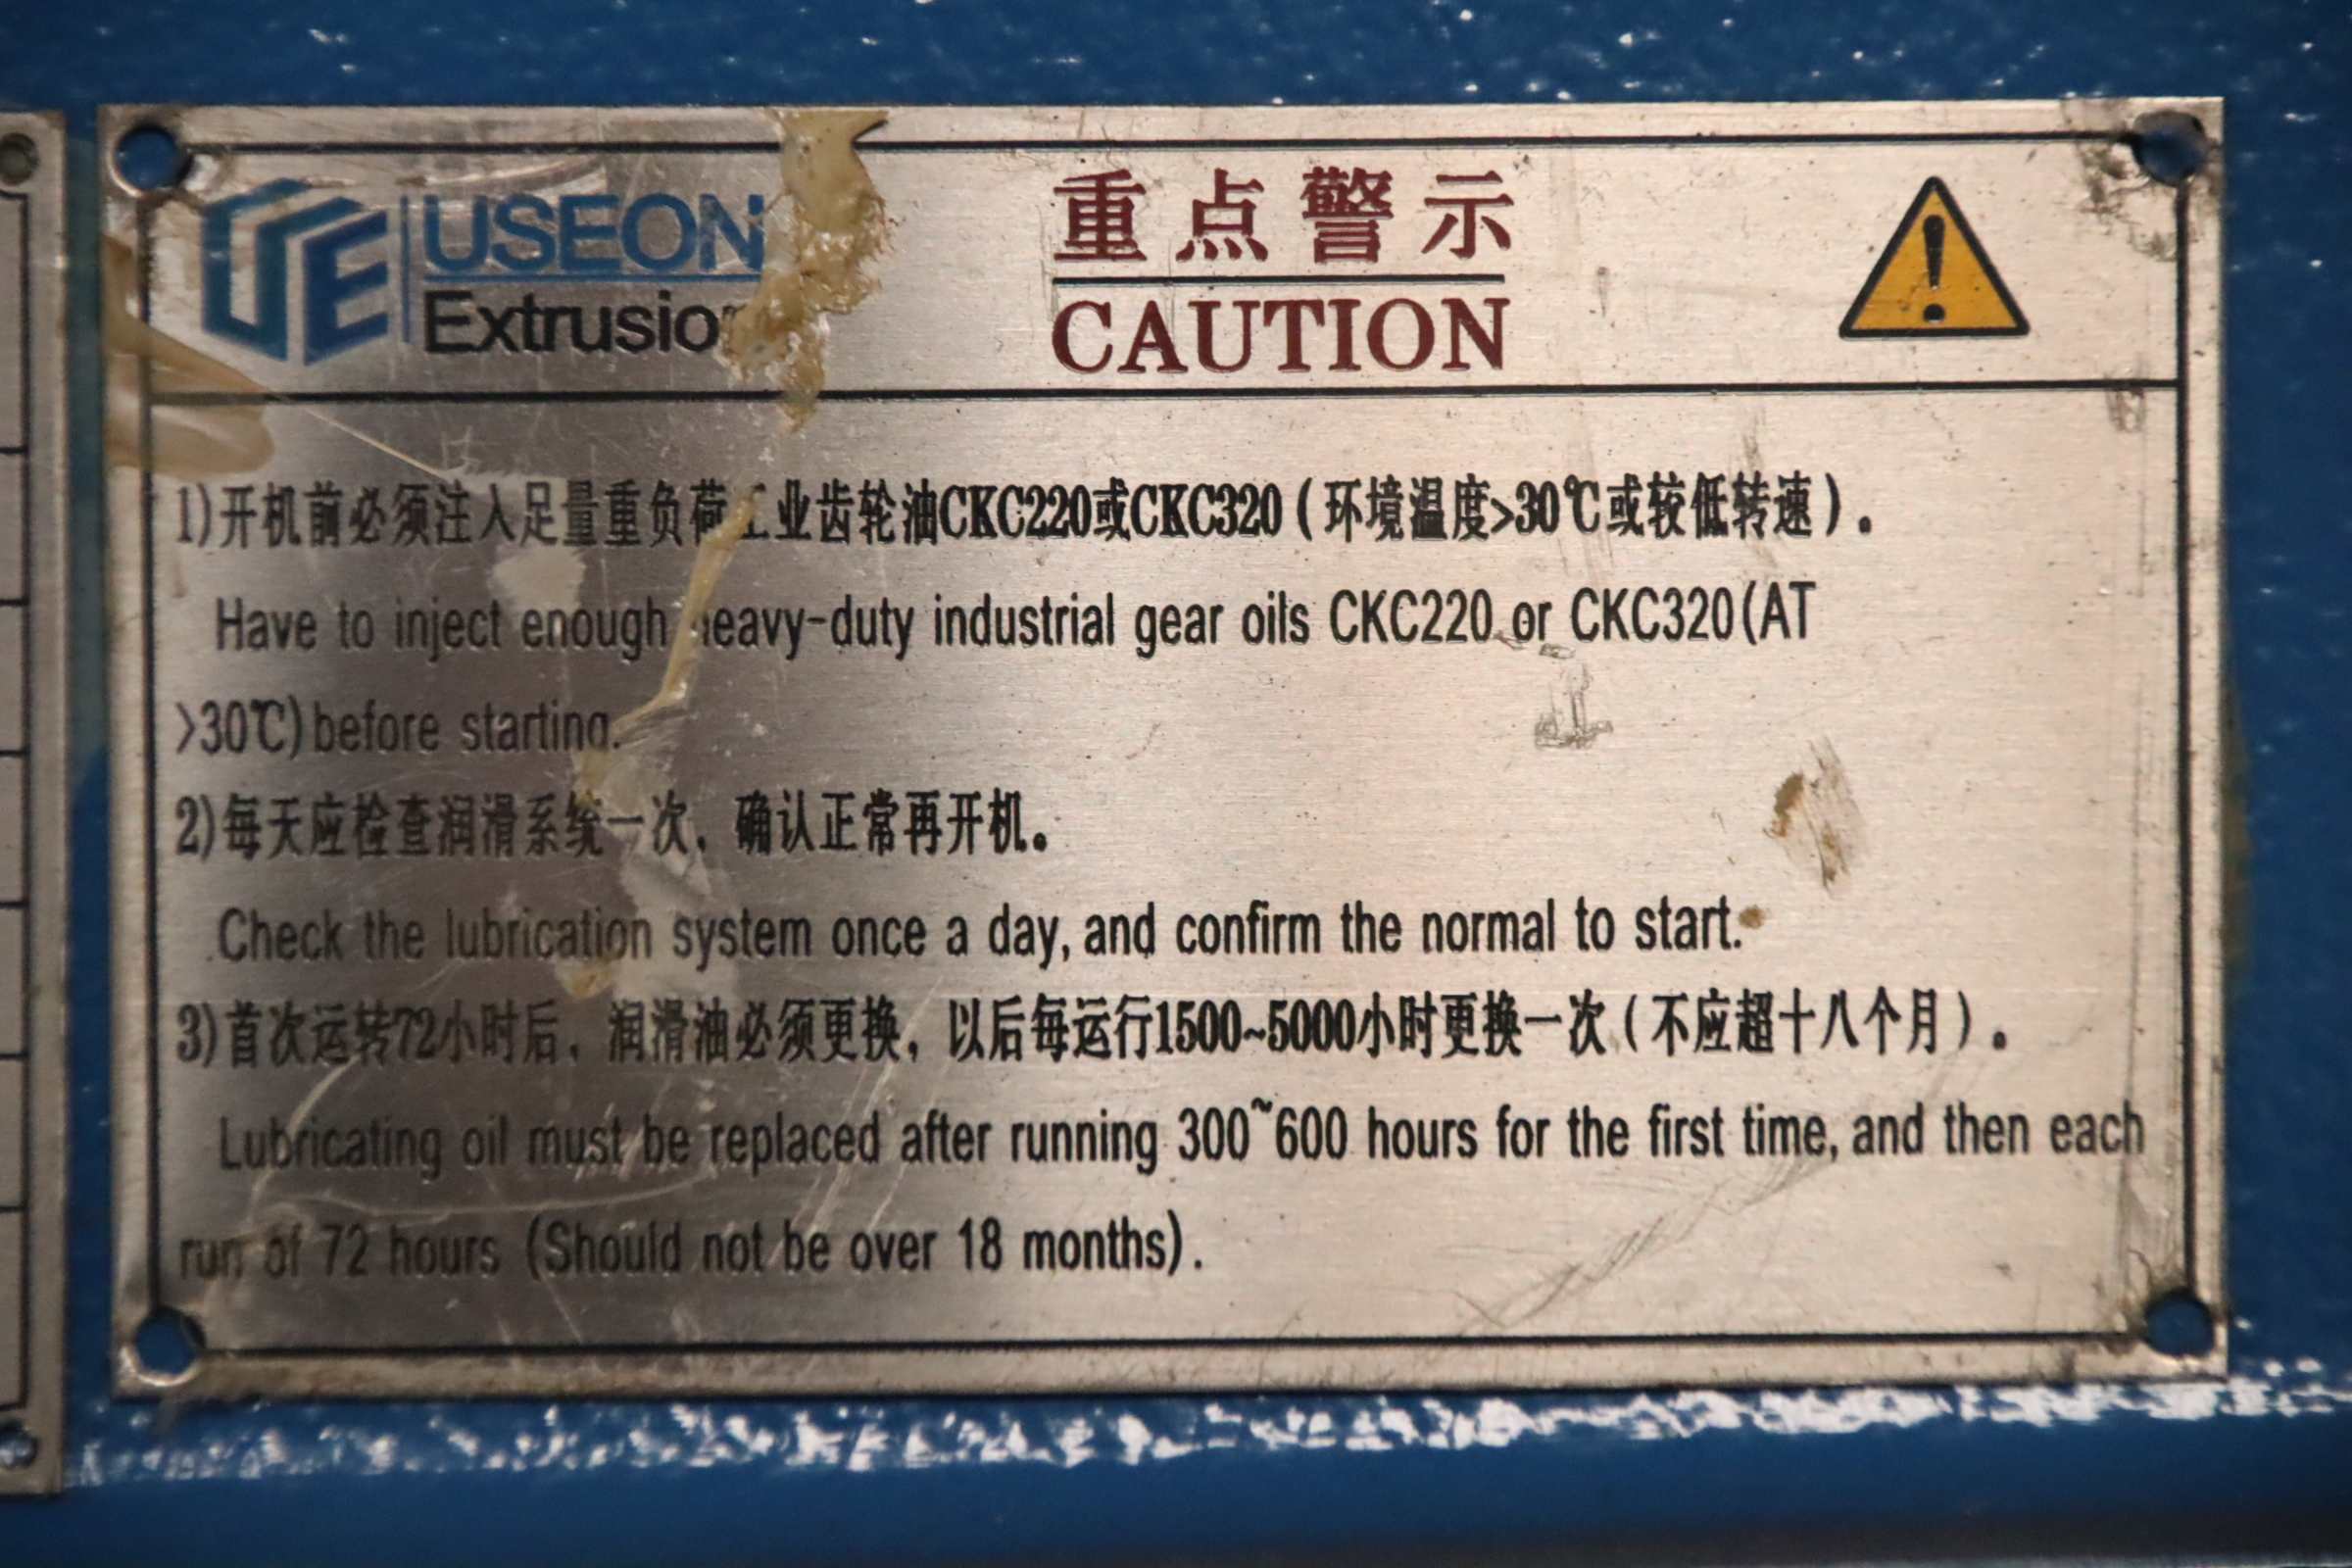 USEON
Extrusion
重点警示
CAUTION
1)开机前必须注入足量重负荷工业齿轮油CKC220或CKC320（环境温度>30℃或较低转速）。
Have to inject enough heavy-duty industrial gear oils CKC220 or CKC320(AT
>30℃)before starting.
2)每天应检查润滑系统一次，确认正常再开机。
Check the lubrication system once a day, and confirm the normal to start.
3)首次运转72小时后，润滑油必须更换，以后每运行1500~5000小时更换一次（不应超十八个月）。
Lubricating oil must be replaced after running 300~600 hours for the first time, and then each
run of 72 hours (Should not be over 18 months).